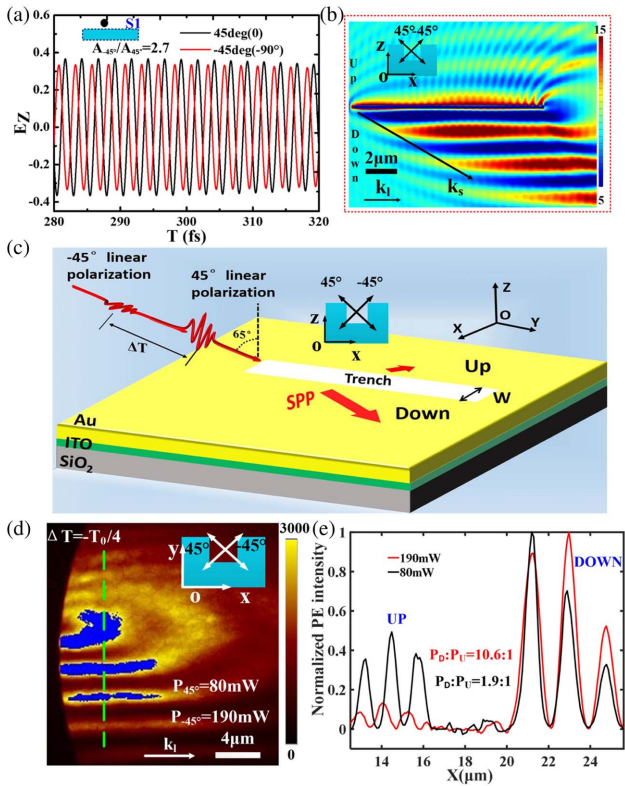 (a)
S1
A-45°/A45°=2.7
45deg(0)
-45deg(-90°)
EZ
0.4
0.2
0.0
-0.2
-0.4
280 290 300 310 320
T (fs)
(b)
45° -45°
z
o x
Up
Down
2μm
kl
ks
15
5
(c)
-45° linear
polarization
45° linear
polarization
65°
ΔT
45° -45°
z
o x
Z
O
X Y
Up
Trench
W
SPP
Down
Au
ITO
SiO2
(d)
Δ T=-T0/4
y 45° -45°
o x
P45°=80mW
P-45°=190mW
kl
4μm
3000
0
(e)
Normalized PE intensity
1
0.8
0.6
0.4
0.2
0
190mW
80mW
DOWN
UP
PD:PU=10.6:1
PD:PU=1.9:1
14 16 18 20 22 24
X(μm)